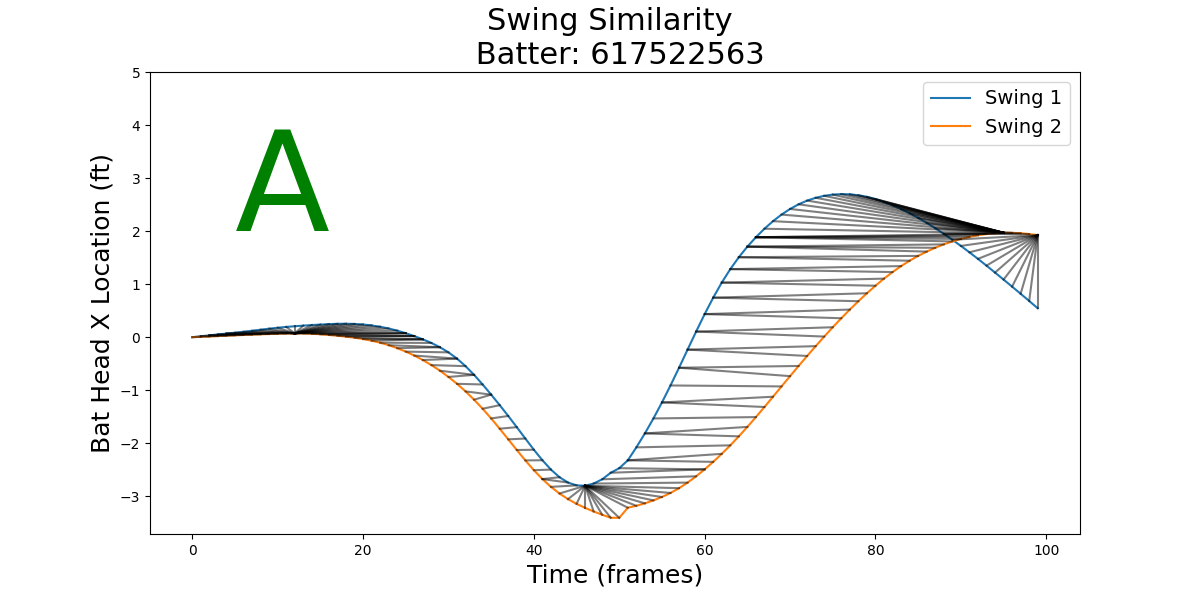 Swing Similarity
Batter: 617522563
A
Swing 1
Swing 2
Bat Head X Location (ft)
5
4
3
2
1
0
−1
−2
−3
0
20
40
60
80
100
Time (frames)